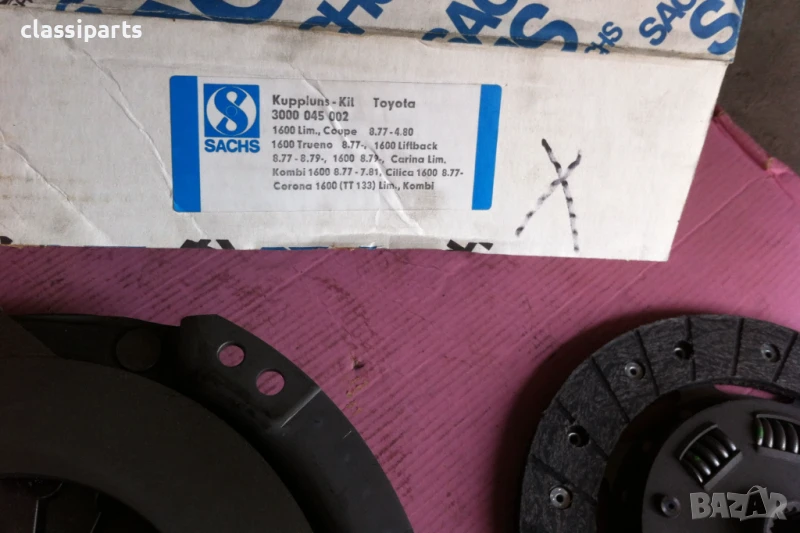 classiparts
SACHS
SACHS
Kuppluns-Kit Toyota
3000 045 002
1600 Lim., Coupe 8.77-4.80
1600 Trueno 8.77-, 1600 Liftback
8.77-8.79-, 1600 8.79-, Carina Lim.
Kombi 1600 8.77-7.81, Cilica 1600 8.77-
Corona 1600 (TT 133) Lim., Kombi
X
BAZAR